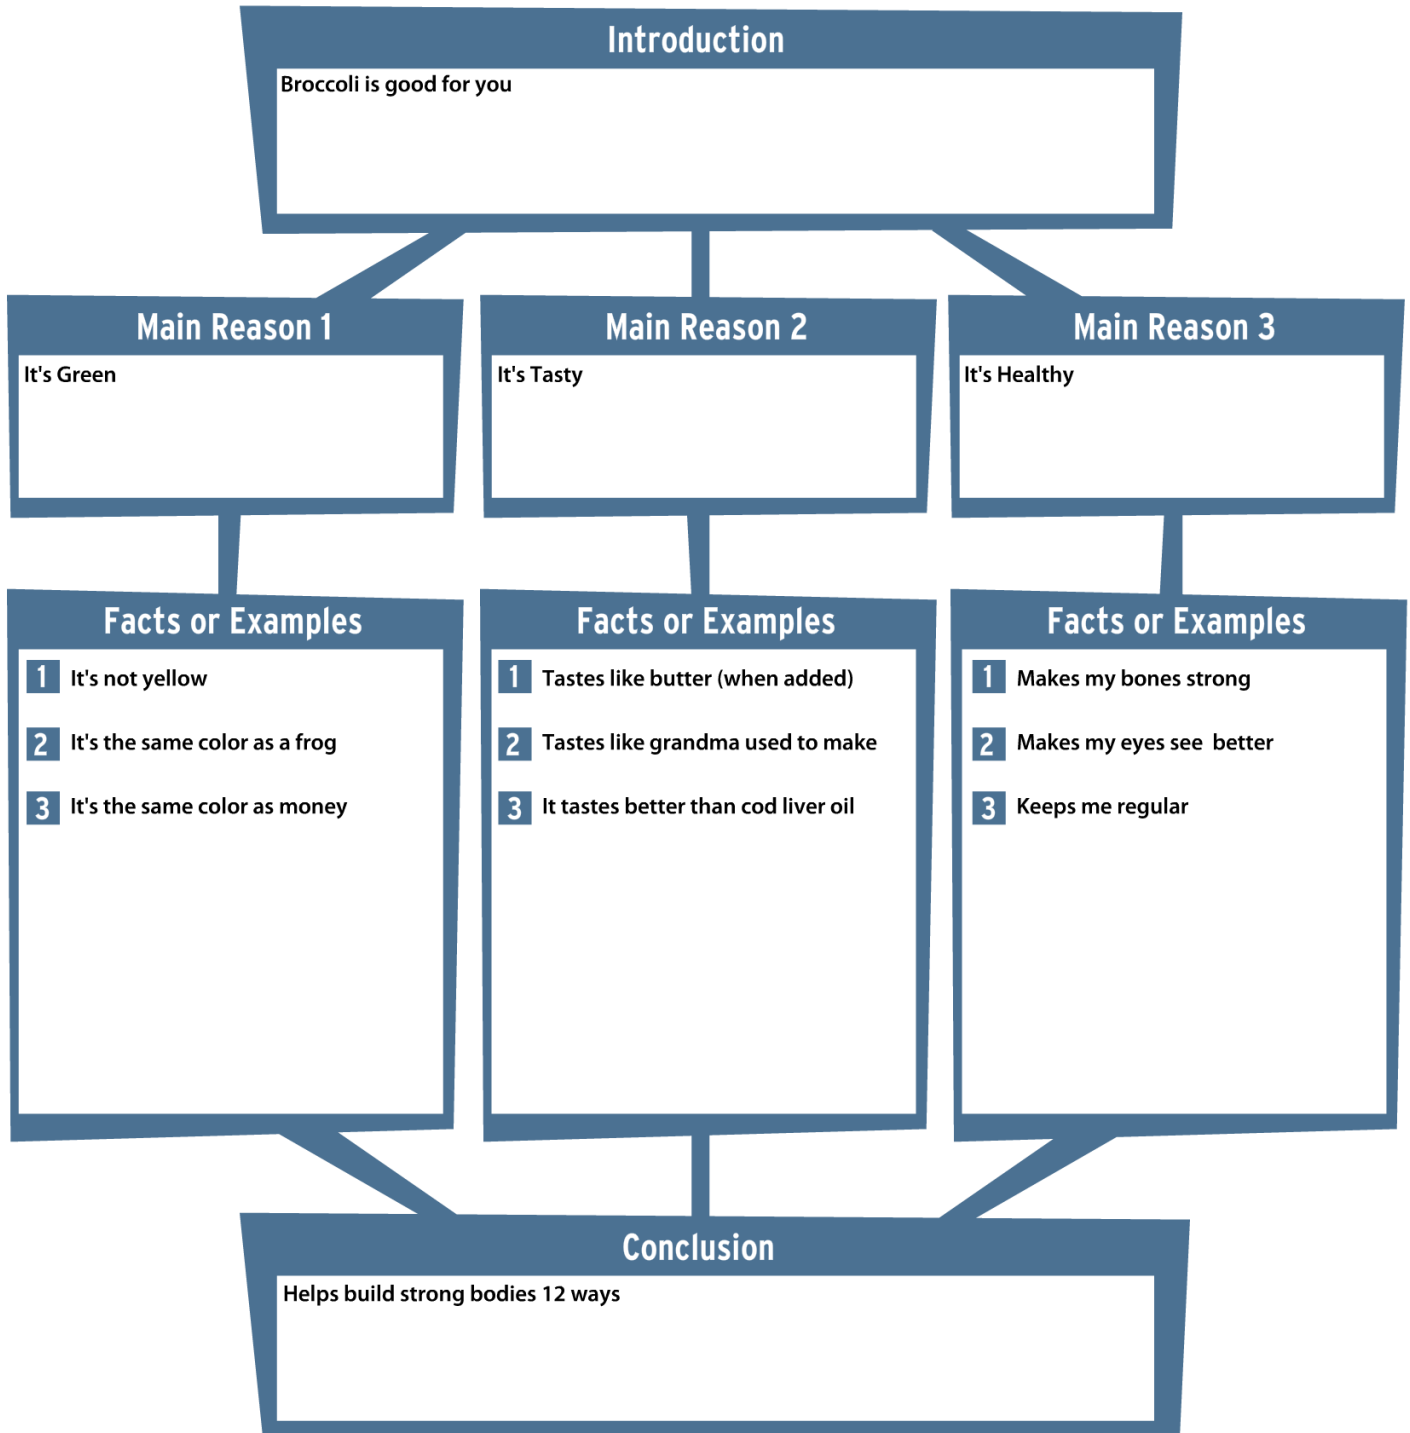 Introduction
Broccoli is good for you
Main Reason 1
It's Green
Main Reason 2
It's Tasty
Main Reason 3
It's Healthy
Facts or Examples
1 It's not yellow
2 It's the same color as a frog
3 It's the same color as money
Facts or Examples
1 Tastes like butter (when added)
2 Tastes like grandma used to make
3 It tastes better than cod liver oil
Facts or Examples
1 Makes my bones strong
2 Makes my eyes see  better
3 Keeps me regular
Conclusion
Helps build strong bodies 12 ways